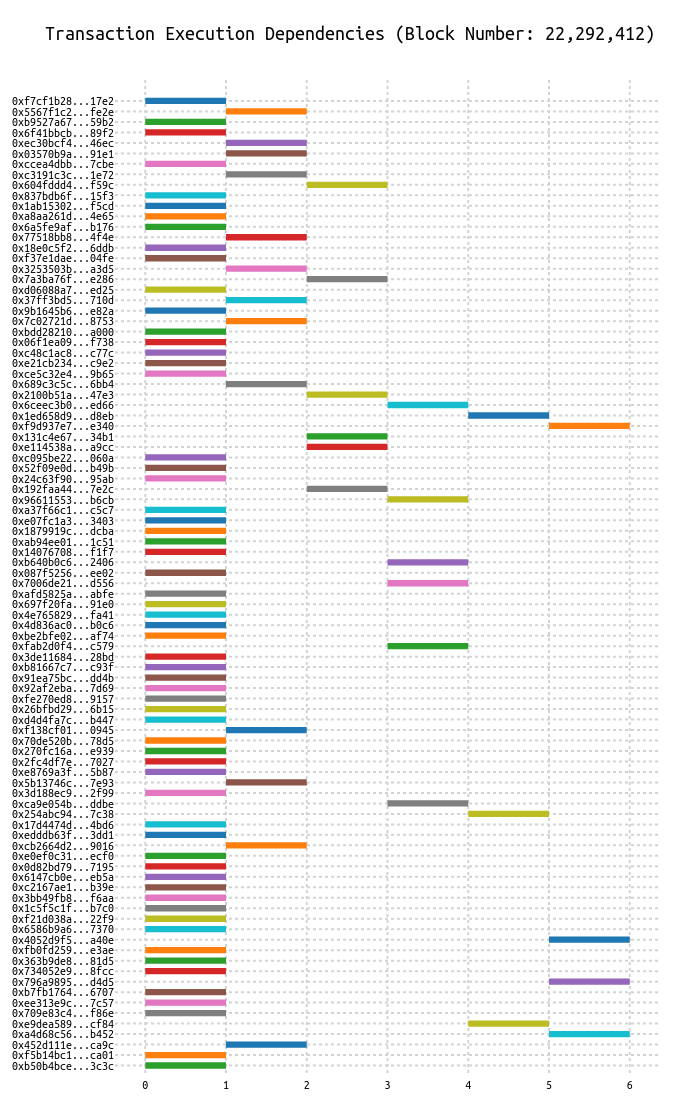 Transaction Execution Dependencies (Block Number: 22,292,412)
0xf7cf1b28...17e2
0x5567f1c2...fe2e
0xb9527a67...59b2
0x6f41bbcb...89f2
0xec30bcf4...46ec
0x03570b9a...91e1
0xccea4dbb...7cbe
0xc3191c3c...1e72
0x604fddd4...f59c
0x837bdb6f...15f3
0x1ab15302...f5cd
0xa8aa261d...4e65
0x6a5fe9af...b176
0x77518bb8...4f4e
0x18e0c5f2...6ddb
0xf37e1dae...04fe
0x3253503b...a3d5
0x7a3ba76f...e286
0xd06088a7...ed25
0x37ff3bd5...710d
0x9b1645b6...e82a
0x7c02721d...8753
0xbdd28210...a000
0x06f1ea09...f738
0xc48c1ac8...c77c
0xe21cb234...c9e2
0xce5c32e4...9b65
0x689c3c5c...6bb4
0x2100b51a...47e3
0x6ceec3b0...ed66
0x1ed658d9...d8eb
0xf9d937e7...e340
0x131c4e67...34b1
0xe114538a...a9cc
0xc095be22...060a
0x52f09e0d...b49b
0x24c63f90...95ab
0x192faa44...7e2c
0x96611553...b6cb
0xa37f66c1...c5c7
0xe07fc1a3...3403
0x1879919c...dcba
0xab94ee01...1c51
0x14076708...f1f7
0xb640b0c6...2406
0x087f5256...ee02
0x7006de21...d556
0xafd5825a...abfe
0x697f20fa...91e0
0x4e765829...fa41
0x4d836ac0...b0c6
0xbe2bfe02...af74
0xfab2d0f4...c579
0x3de11684...28bd
0xb81667c7...c93f
0x91ea75bc...dd4b
0x92af2eba...7d69
0xfe270ed8...9157
0x26bfbd29...6b15
0xd4d4fa7c...b447
0xf138cf01...0945
0x70de520b...78d5
0x270fc16a...e939
0x2fc4df7e...7027
0xe8769a3f...5b87
0x5b13746c...7e93
0x3d188ec9...2f99
0xca9e054b...ddbe
0x254abc94...7c38
0x17d4474d...4bd6
0xedddb63f...3dd1
0xcb2664d2...9016
0xe0ef0c31...ecf0
0x0d82bd79...7195
0x6147cb0e...eb5a
0xc2167ae1...b39e
0x3bb49fb8...f6aa
0x1c5f5c1f...b7c0
0xf21d038a...22f9
0x6586b9a6...7370
0x4052d9f5...a40e
0xfb0fd259...e3ae
0x363b9de8...81d5
0x734052e9...8fcc
0x796a9895...d4d5
0xb7fb1764...6707
0xee313e9c...7c57
0x709e83c4...f86e
0xe9dea589...cf84
0xa4d68c56...b452
0x452d111e...ca9c
0xf5b14bc1...ca01
0xb50b4bce...3c3c
0 1 2 3 4 5 6